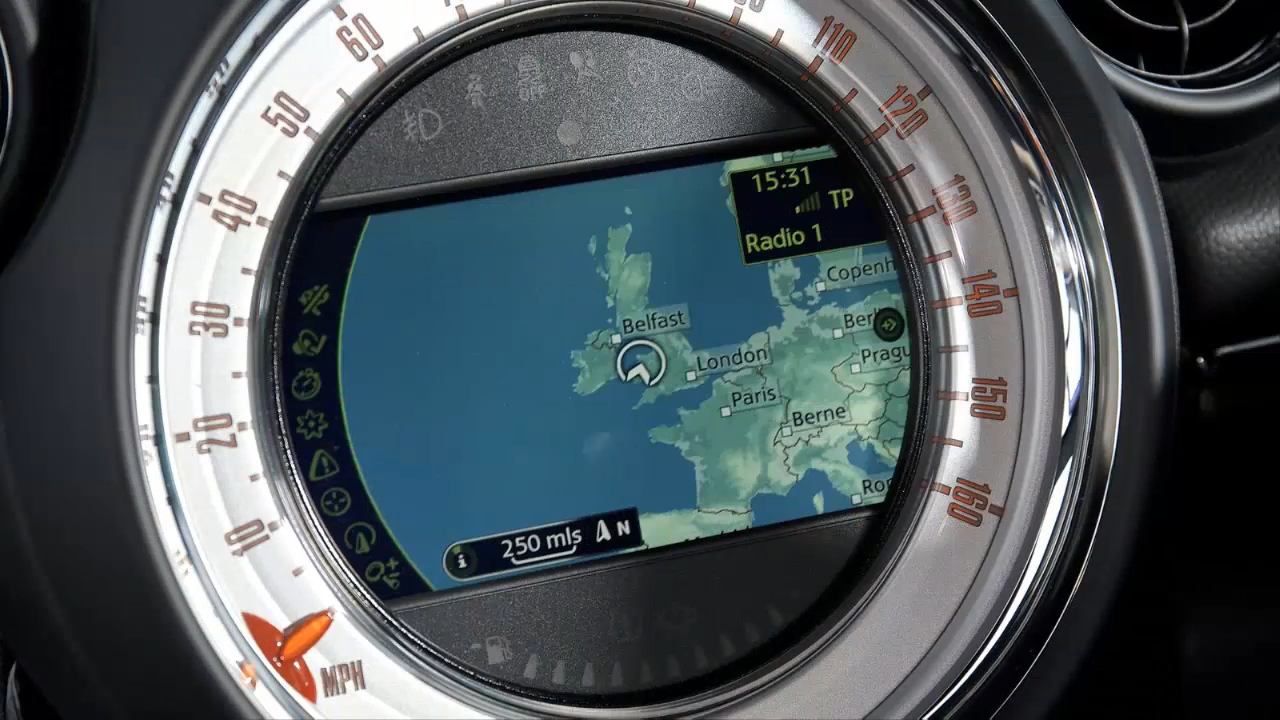 60
50
40
30
20
10
MPH
110
120
130
140
150
160
15:31
TP
Radio 1
Belfast
London
Paris
Berne
Copenh
Berl
Pragu
Ro
250 mls
N
i